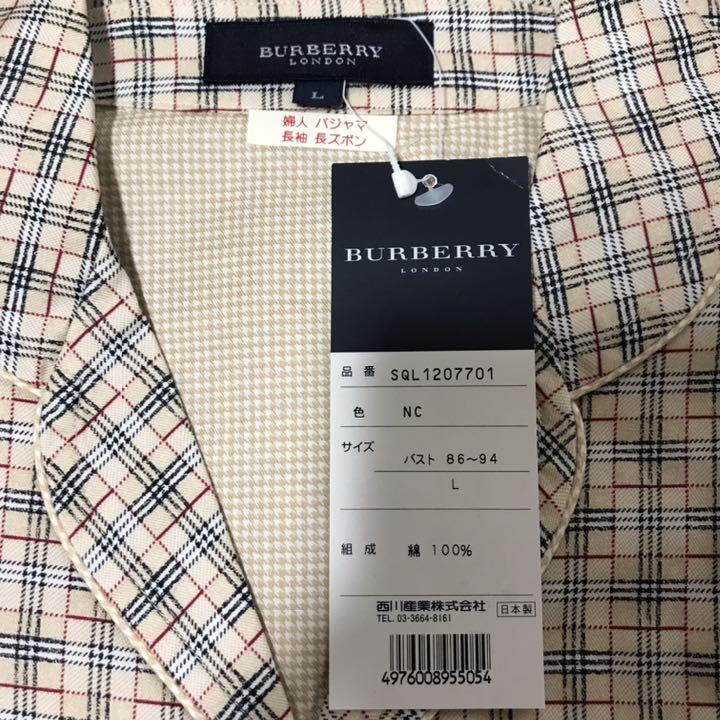 BURBERRY
LONDON
L
婦人 パジャマ
長袖 長ズボン
BURBERRY
LONDON
品番 SQL1207701
色 NC
サイズ バスト 86～94
L
組成 綿 100%
西川産業株式会社 日本製
TEL. 03-3664-8161
4976008955054